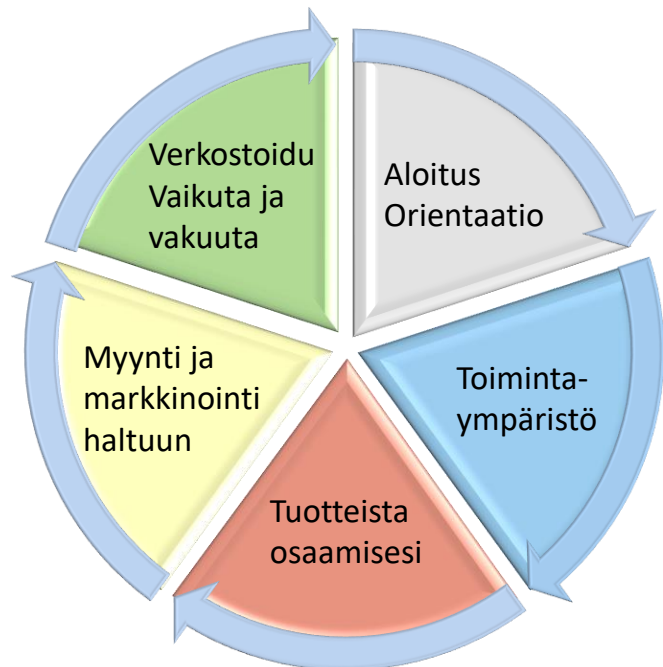 Aloitus
Orientaatio
Toiminta-
ympäristö
Tuotteista
osaamisesi
Myynti ja
markkinointi
haltuun
Verkostoidu
Vaikuta ja
vakuuta